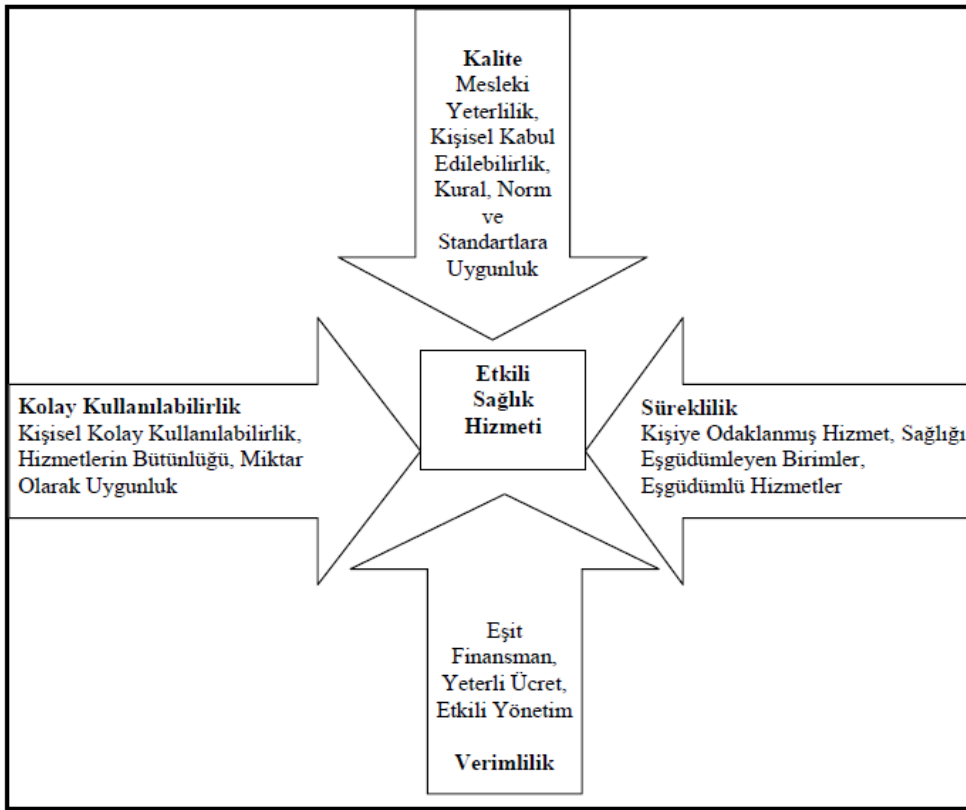 Kalite
Mesleki
Yeterlilik,
Kişisel Kabul
Edilebilirlik,
Kural, Norm
ve
Standartlara
Uygunluk
Etkili
Sağlık
Hizmeti
Kolay Kullanılabilirlik
Kişisel Kolay Kullanılabilirlik,
Hizmetlerin Bütünlüğü, Miktar
Olarak Uygunluk
Süreklilik
Kişiye Odaklanmış Hizmet, Sağlığı
Eşgüdümleyen Birimler,
Eşgüdümlü Hizmetler
Eşit
Finansman,
Yeterli Ücret,
Etkili Yönetim
Verimlilik